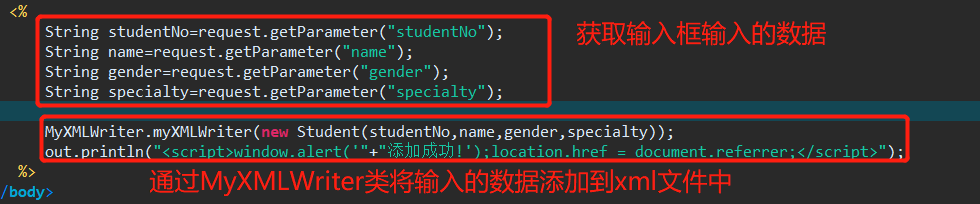 <%
String studentNo=request.getParameter("studentNo");
String name=request.getParameter("name");
String gender=request.getParameter("gender");
String specialty=request.getParameter("specialty");
获取输入框输入的数据
MyXMLWriter.myXMLWriter(new Student(studentNo,name,gender,specialty));
out.println("<script>window.alert('"+"添加成功!');location.href = document.referrer;</script>");
%>
通过MyXMLWriter类将输入的数据添加到xml文件中
/body>